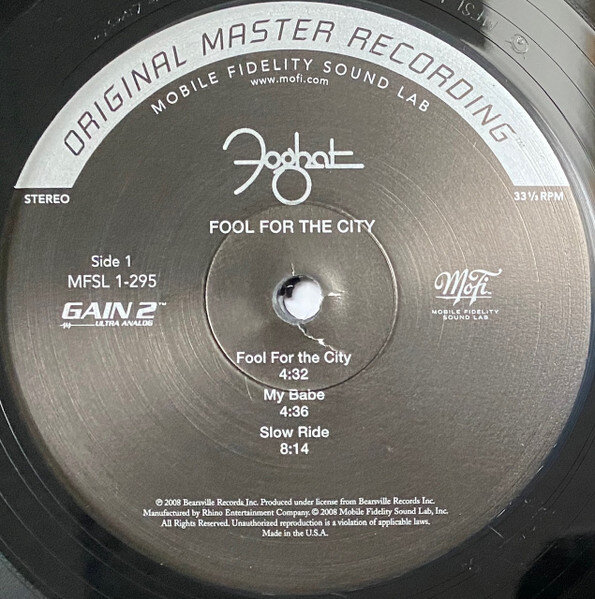 ORIGINAL MASTER RECORDING™
MOBILE FIDELITY SOUND LAB
www.mofi.com
Foghat
STEREO
33⅓ RPM
FOOL FOR THE CITY
Side 1
MFSL 1-295
GAIN 2™
ULTRA ANALOG
MoFi
MOBILE FIDELITY
SOUND LAB
Fool For the City
4:32
My Babe
4:36
Slow Ride
8:14
℗ 2008 Bearsville Records Inc. Produced under license from Bearsville Records Inc.
Manufactured by Rhino Entertainment Company. © 2008 Mobile Fidelity Sound Lab, Inc.
All Rights Reserved. Unauthorized reproduction is a violation of applicable laws.
Made in the U.S.A.